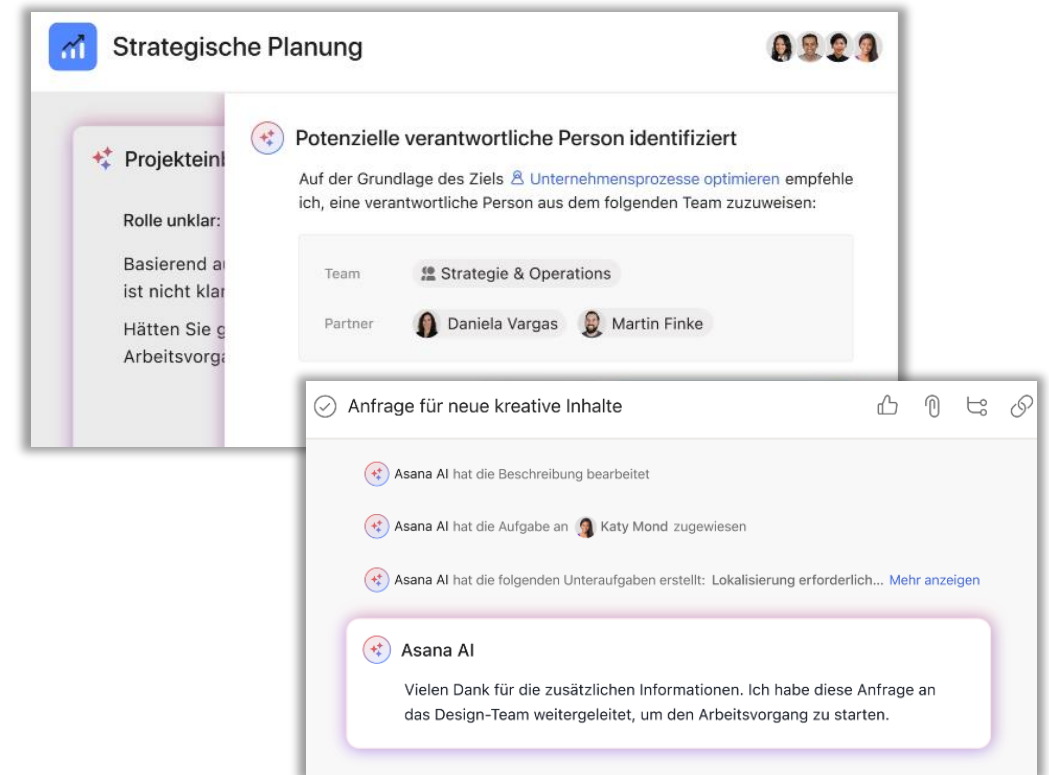 Strategische Planung
Potenzielle verantwortliche Person identifiziert
Auf der Grundlage des Ziels Unternehmensprozesse optimieren empfehle
ich, eine verantwortliche Person aus dem folgenden Team zuzuweisen:
Team Strategie & Operations
Partner Daniela Vargas Martin Finke
Rolle unklar:
Basierend
ist nicht klar
Hätten Sie
Anfrage für neue kreative Inhalte
Asana AI hat die Beschreibung bearbeitet
Asana AI hat die Aufgabe an Katy Mond zugewiesen
Asana AI hat die folgenden Unteraufgaben erstellt: Lokalisierung erforderlich... Mehr anzeigen
Asana AI
Vielen Dank für die zusätzlichen Informationen. Ich habe diese Anfrage an
das Design-Team weitergeleitet, um den Arbeitsvorgang zu starten.